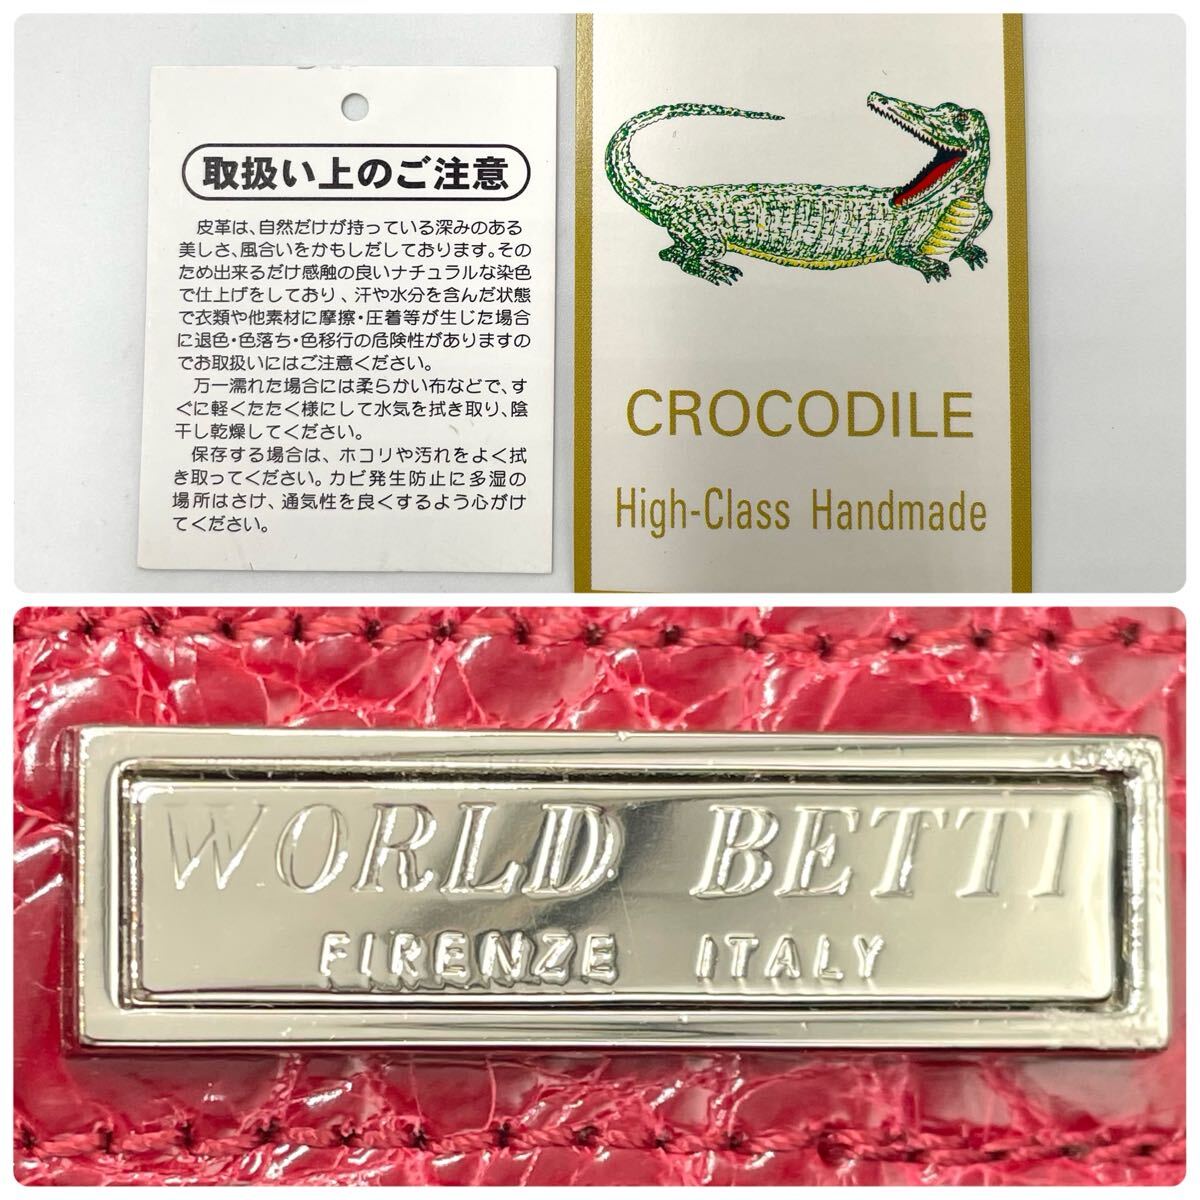 取扱い上のご注意
皮革は、自然だけが持っている深みのある
美しさ、風合いをかもしだしております。その
ため出来るだけ感触の良いナチュラルな染色
で仕上げをしており、汗や水分を含んだ状態
で衣類や他素材に摩擦・圧着等が生じた場合
に退色・色落ち・色移行の危険性がありますの
でお取扱いにはご注意ください。
万一濡れた場合には柔らかい布などで、す
ぐに軽くたたく様にして水気を拭き取り、陰
干し乾燥してください。
保存する場合は、ホコリや汚れをよく拭
き取ってください。カビ発生防止に多湿の
場所はさけ、通気性を良くするよう心がけ
てください。
CROCODILE
High-Class Handmade
WORLD BETTI
FIRENZE ITALY